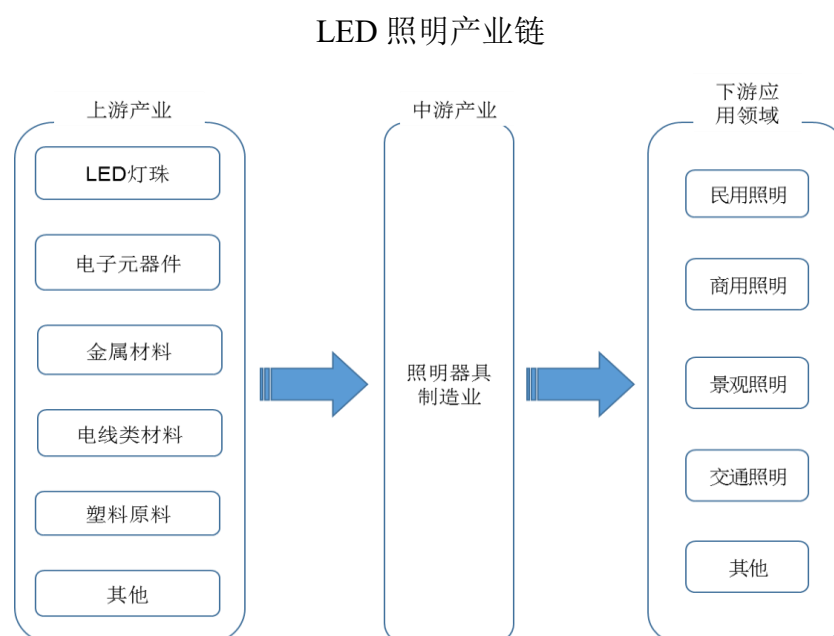 LED 照明产业链
上游产业
LED灯珠
电子元器件
金属材料
电线类材料
塑料原料
其他
中游产业
照明器具
制造业
下游应
用领域
民用照明
商用照明
景观照明
交通照明
其他